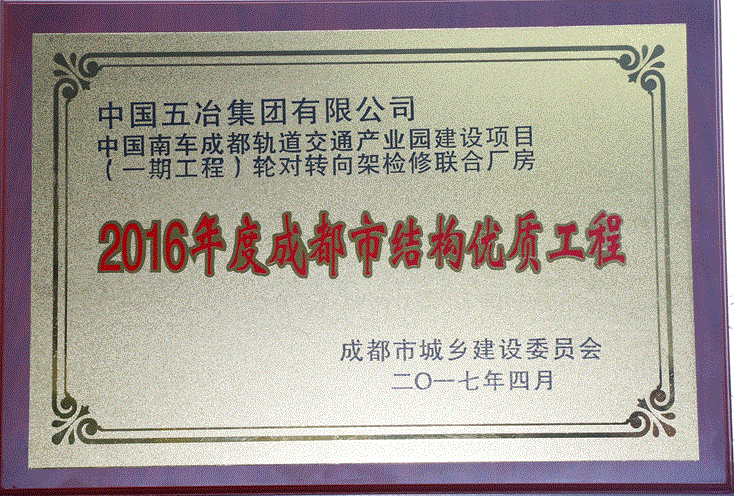 中国五冶集团有限公司
中国南车成都轨道交通产业园建设项目
（一期工程）轮对转向架检修联合厂房
2016年度成都市结构优质工程
成都市城乡建设委员会
二〇一七年四月